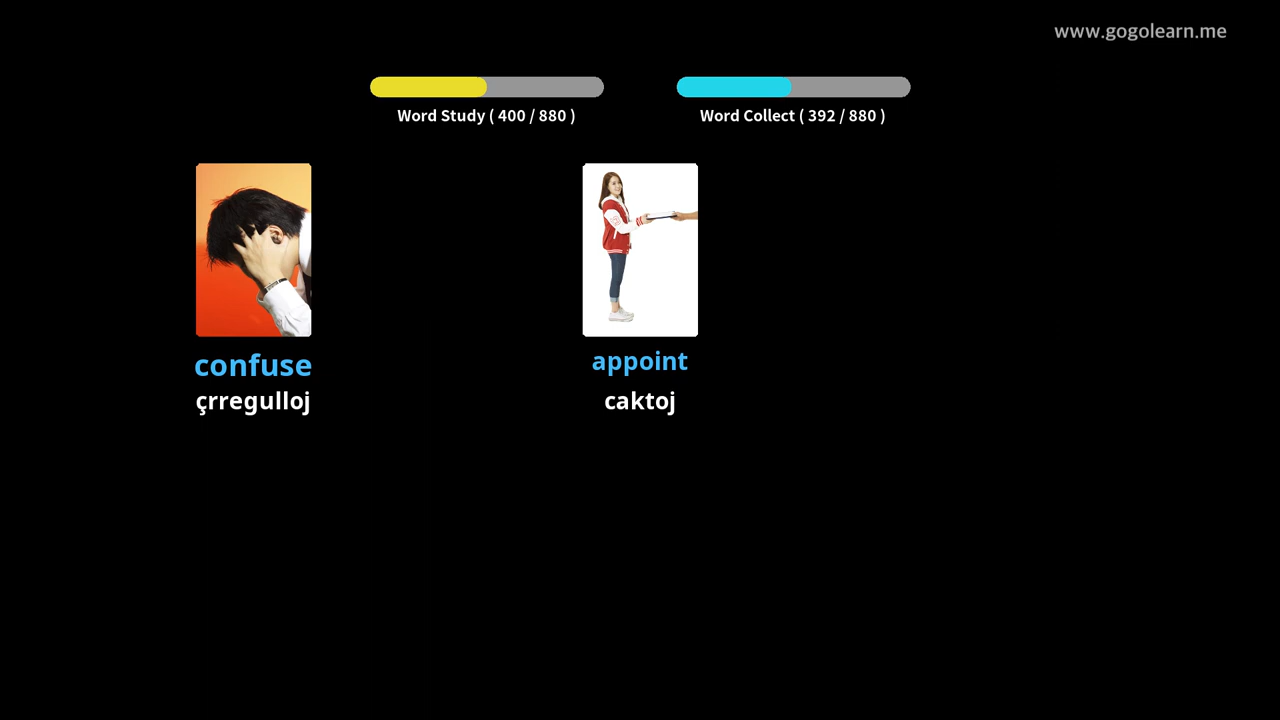 www.gogolearn.me
Word Study ( 400 / 880 )
Word Collect ( 392 / 880 )
confuse
çrregulloj
appoint
caktoj